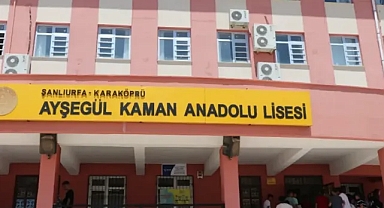 ŞANLIURFA - KARAKÖPRÜ
AYŞEGÜL KAMAN ANADOLU LİSESİ